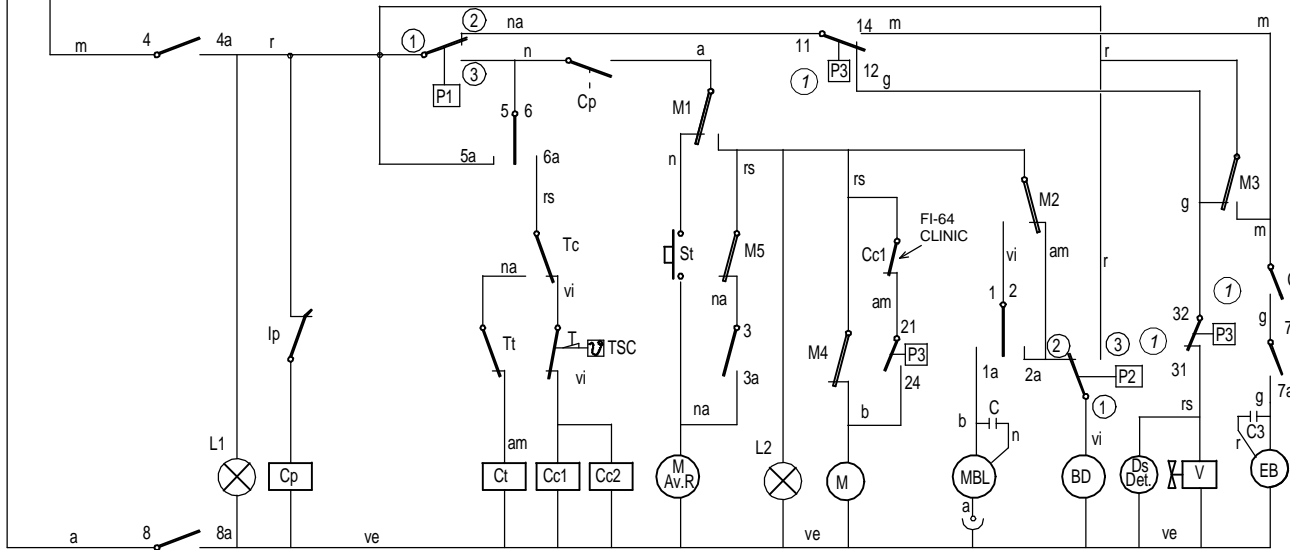 2 na 14 m m
m 4 4a r 1 11 r
n a 12
3 P3
P1 Cp 1 g
5 6 M1
5a 6a n rs rs M2 g M3
rs FI-64
CLINIC
m
Tc St M5 Cc1 vi am r
na vi na am 1 2 1 g
Ip 21 32 7
Tt T TSC 3 M4 P3 2 3 1 P3
vi 3a 24 1a 2a P2 31 7a
na b 1 rs g
L1 am L2 b C n vi r C3
Cp Ct Cc1 Cc2 M
Av.R M MBL BD Ds
Det. V EB
a
a 8 8a ve ve ve